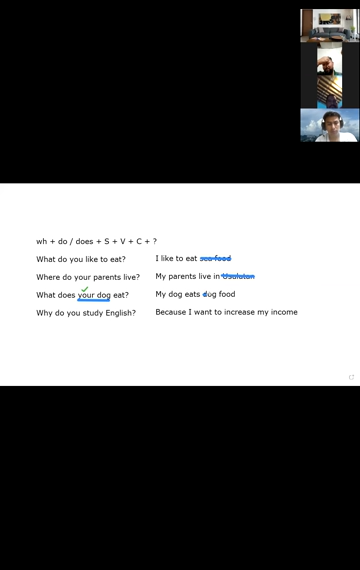 wh + do / does + S + V + C + ?
What do you like to eat? I like to eat sea food
Where do your parents live? My parents live in Usulutan
What does your dog eat? My dog eats dog food
Why do you study English? Because I want to increase my income
17